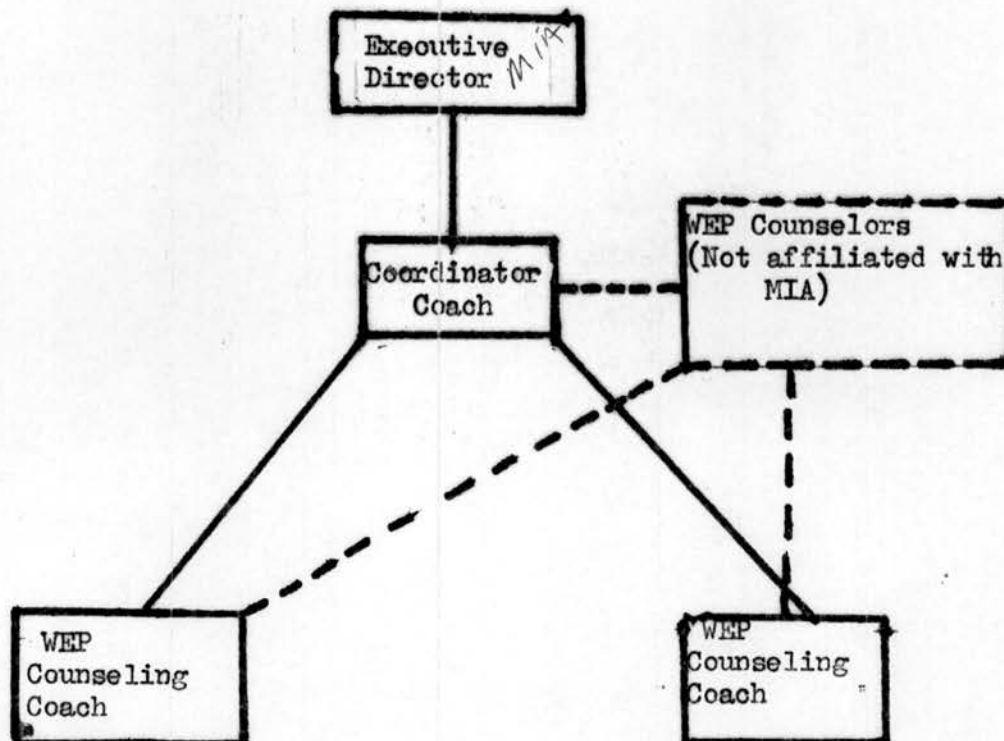 Executive
Director MIA
Coordinator
Coach
WEP Counselors
(Not affiliated with
MIA)
WEP
Counseling
Coach
WEP
Counseling
Coach